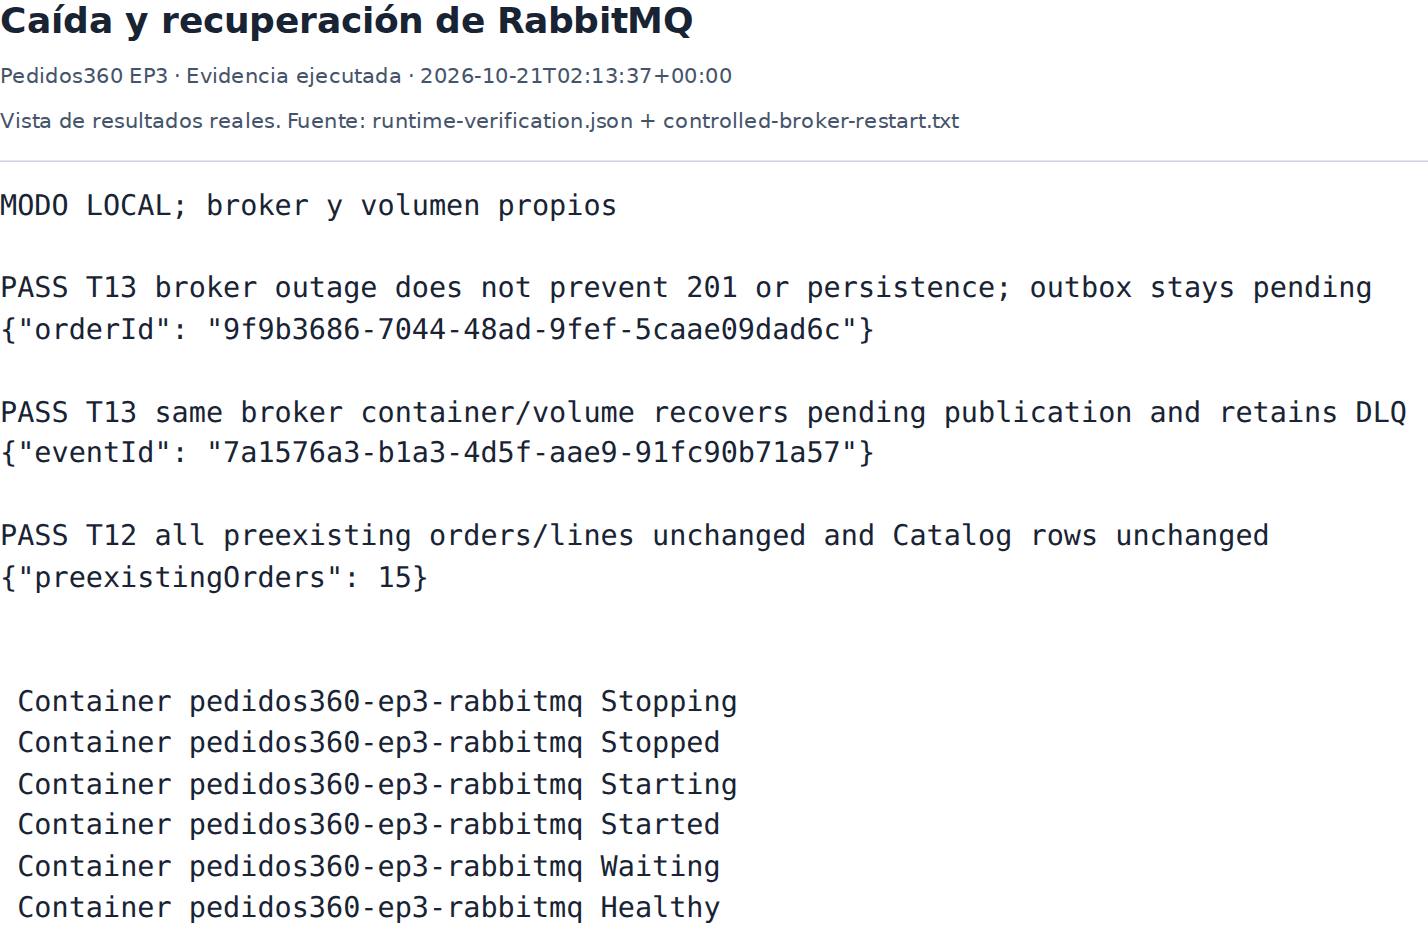 Caída y recuperación de RabbitMQ
Pedidos360 EP3 · Evidencia ejecutada · 2026-10-21T02:13:37+00:00
Vista de resultados reales. Fuente: runtime-verification.json + controlled-broker-restart.txt
MODO LOCAL; broker y volumen propios
PASS T13 broker outage does not prevent 201 or persistence; outbox stays pending
{"orderId": "9f9b3686-7044-48ad-9fef-5caae09dad6c"}
PASS T13 same broker container/volume recovers pending publication and retains DLQ
{"eventId": "7a1576a3-b1a3-4d5f-aae9-91fc90b71a57"}
PASS T12 all preexisting orders/lines unchanged and Catalog rows unchanged
{"preexistingOrders": 15}
Container pedidos360-ep3-rabbitmq Stopping
Container pedidos360-ep3-rabbitmq Stopped
Container pedidos360-ep3-rabbitmq Starting
Container pedidos360-ep3-rabbitmq Started
Container pedidos360-ep3-rabbitmq Waiting
Container pedidos360-ep3-rabbitmq Healthy